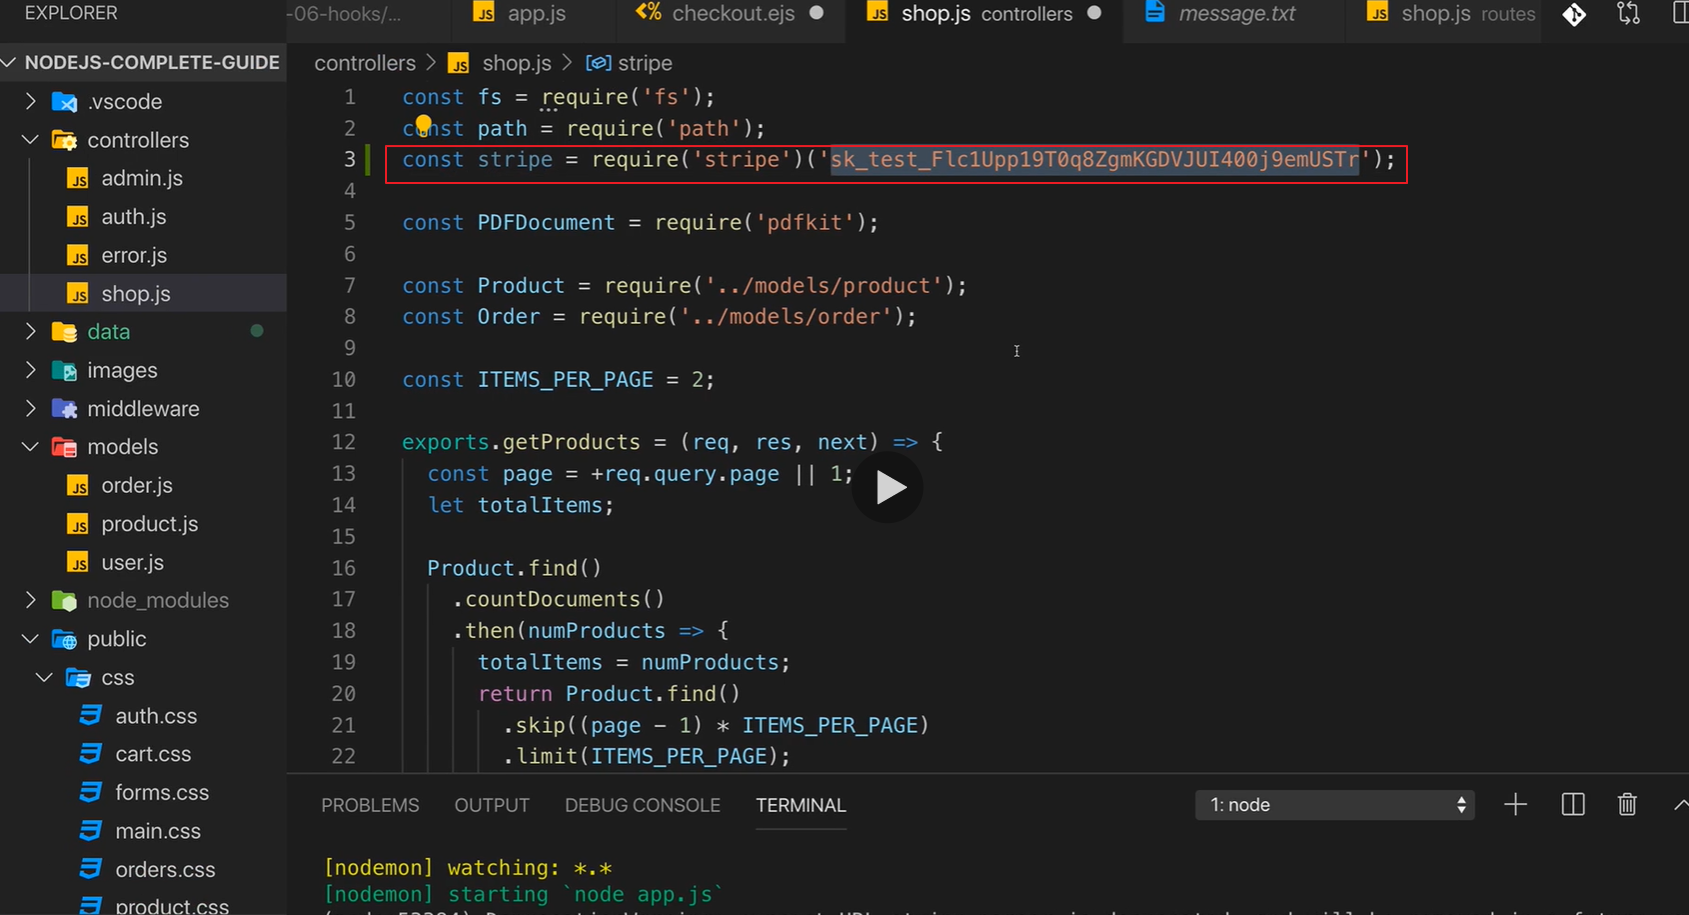 EXPLORER
-06-hooks/...
app.js
checkout.ejs
shop.js controllers
message.txt
shop.js routes
NODEJS-COMPLETE-GUIDE
.vscode
controllers
admin.js
auth.js
error.js
shop.js
data
images
middleware
models
order.js
product.js
user.js
node_modules
public
css
auth.css
cart.css
forms.css
main.css
orders.css
product.css
controllers > shop.js > stripe
1 const fs = require('fs');
2 const path = require('path');
3 const stripe = require('stripe')('sk_test_Flc1Upp19T0q8ZgmKGDVJUI400j9emUSTr');
4
5 const PDFDocument = require('pdfkit');
6
7 const Product = require('../models/product');
8 const Order = require('../models/order');
9
10 const ITEMS_PER_PAGE = 2;
11
12 exports.getProducts = (req, res, next) => {
13 const page = +req.query.page || 1;
14 let totalItems;
15
16 Product.find()
17 .countDocuments()
18 .then(numProducts => {
19 totalItems = numProducts;
20 return Product.find()
21 .skip((page - 1) * ITEMS_PER_PAGE)
22 .limit(ITEMS_PER_PAGE);
PROBLEMS OUTPUT DEBUG CONSOLE TERMINAL
1: node
[nodemon] watching: *.*
[nodemon] starting `node app.js`